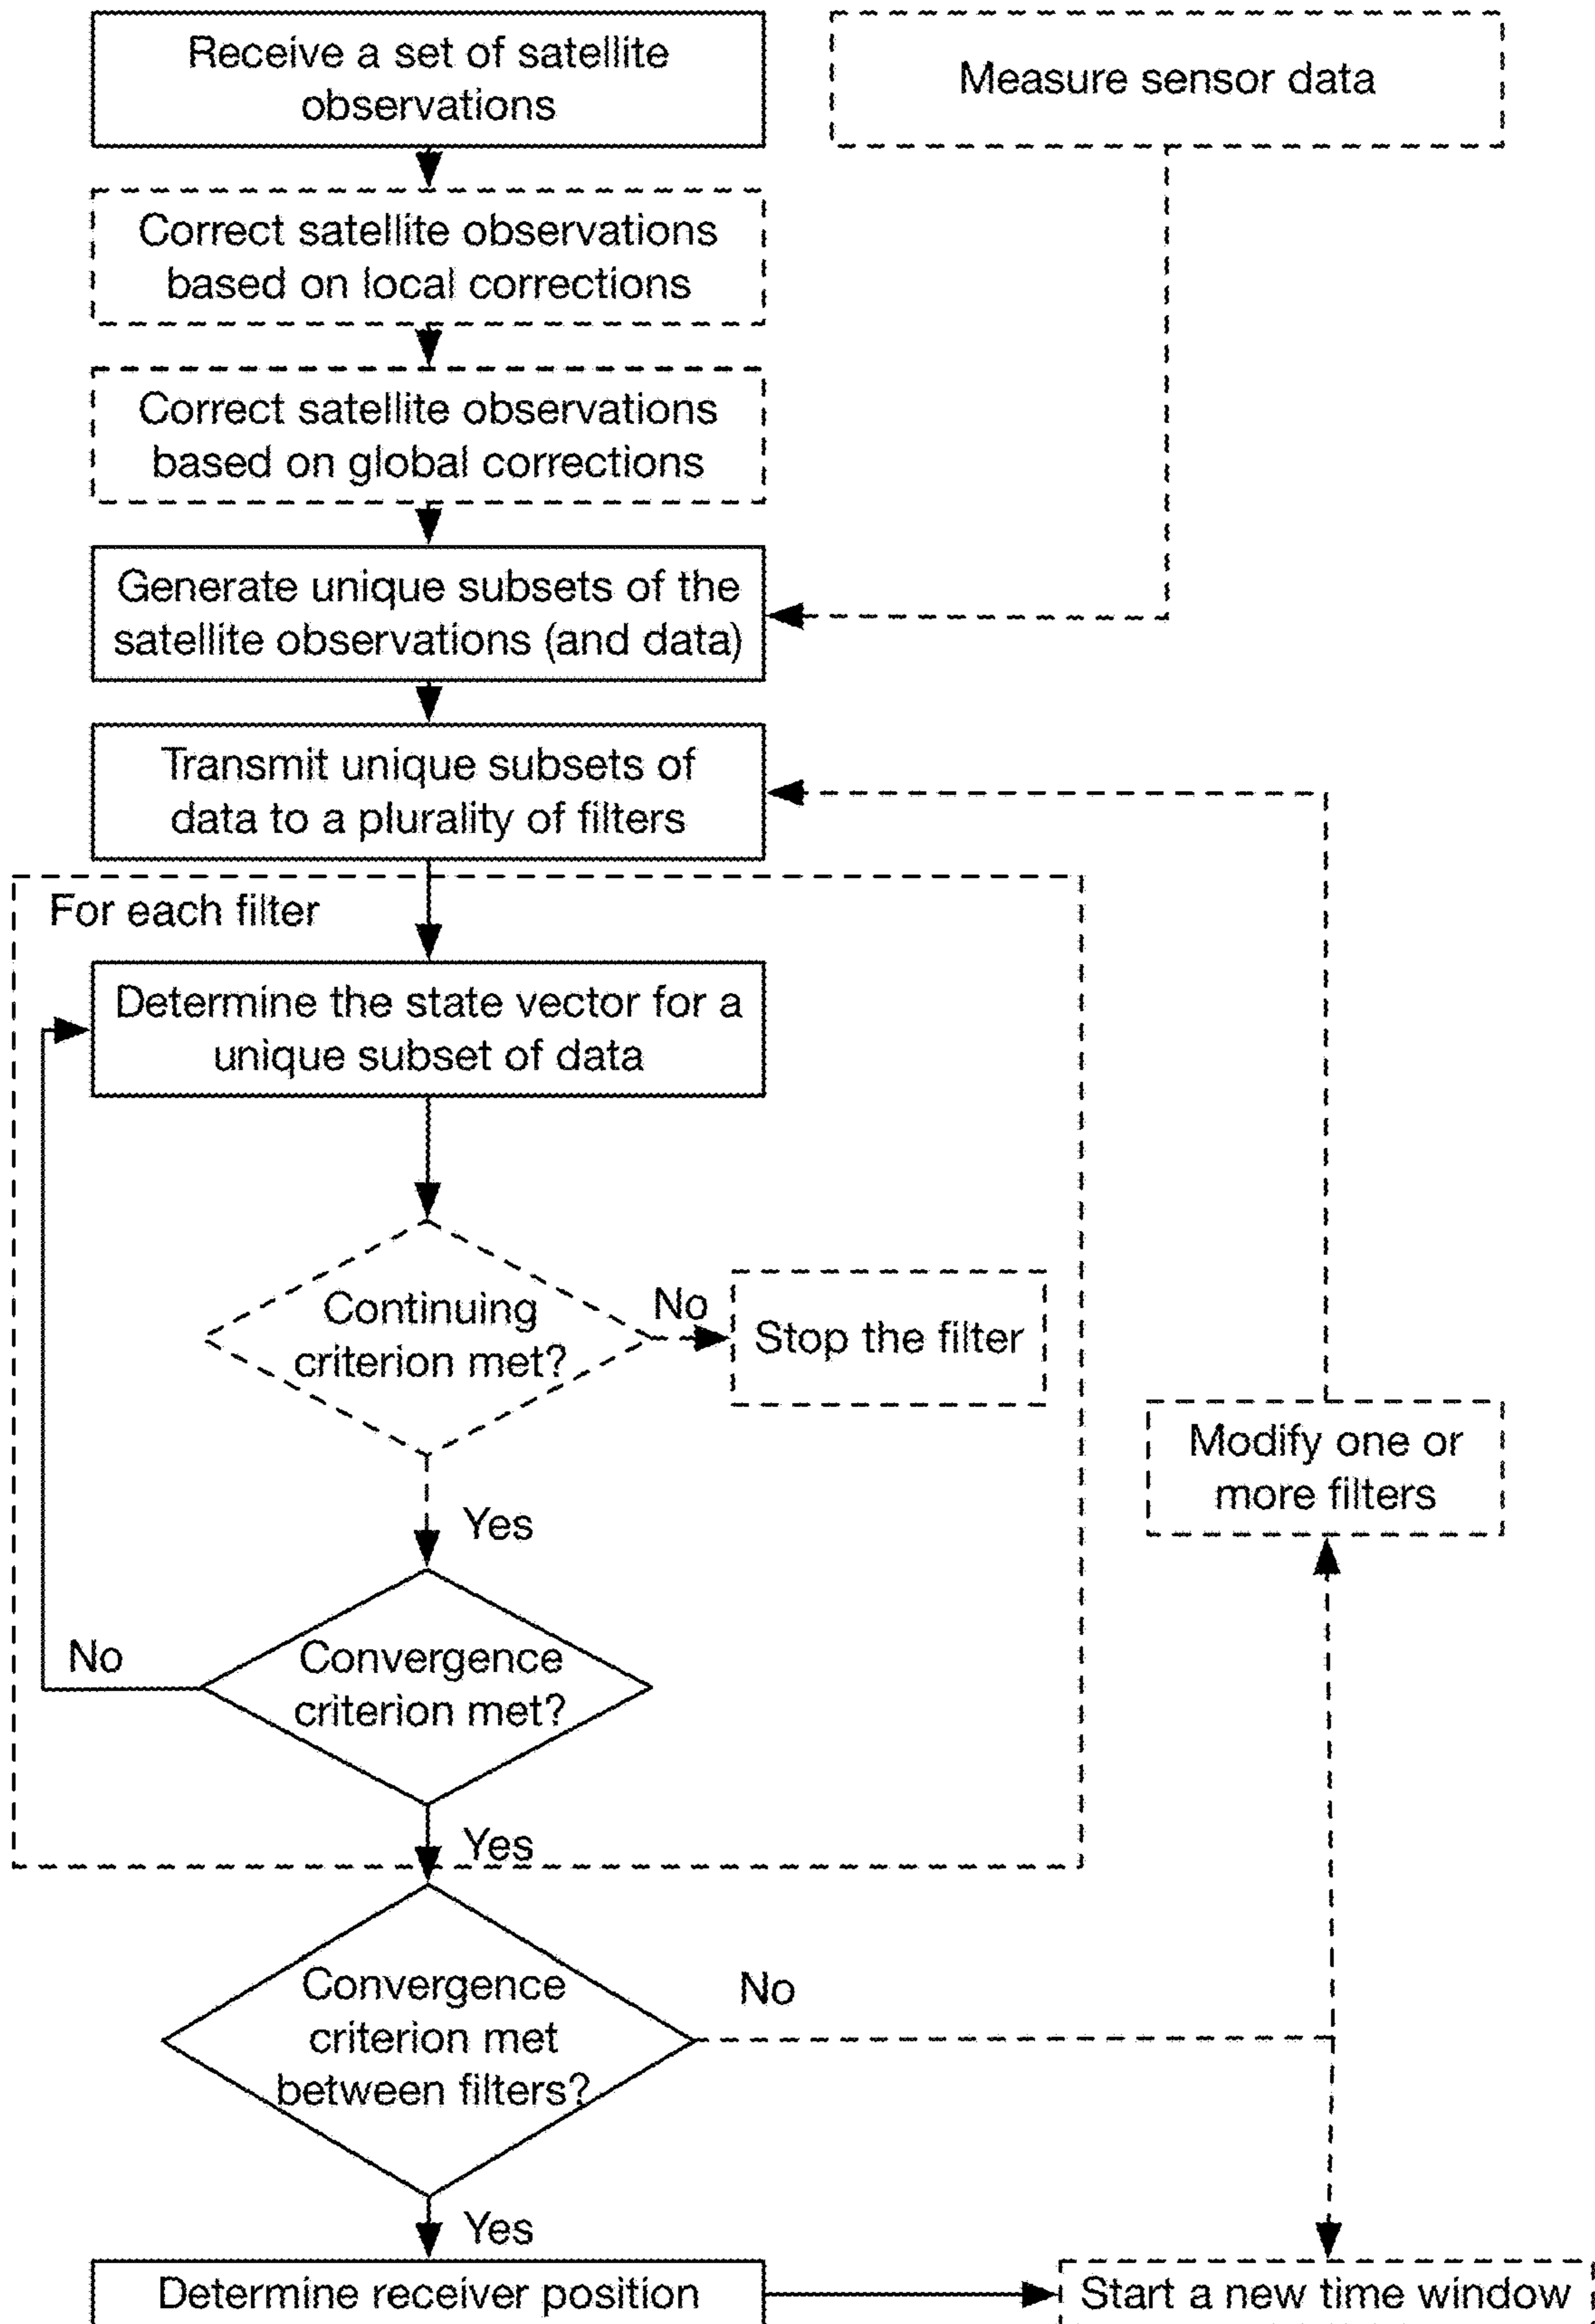 Receive a set of satellite
observations
Measure sensor data
Correct satellite observations
based on local corrections
Correct satellite observations
based on global corrections
Generate unique subsets of the
satellite observations (and data)
Transmit unique subsets of
data to a plurality of filters
For each filter
Determine the state vector for a
unique subset of data
Continuing
criterion met?
No
Stop the filter
Modify one or
more filters
Yes
No
Convergence
criterion met?
Yes
Convergence
criterion met
between filters?
No
Yes
Determine receiver position
Start a new time window